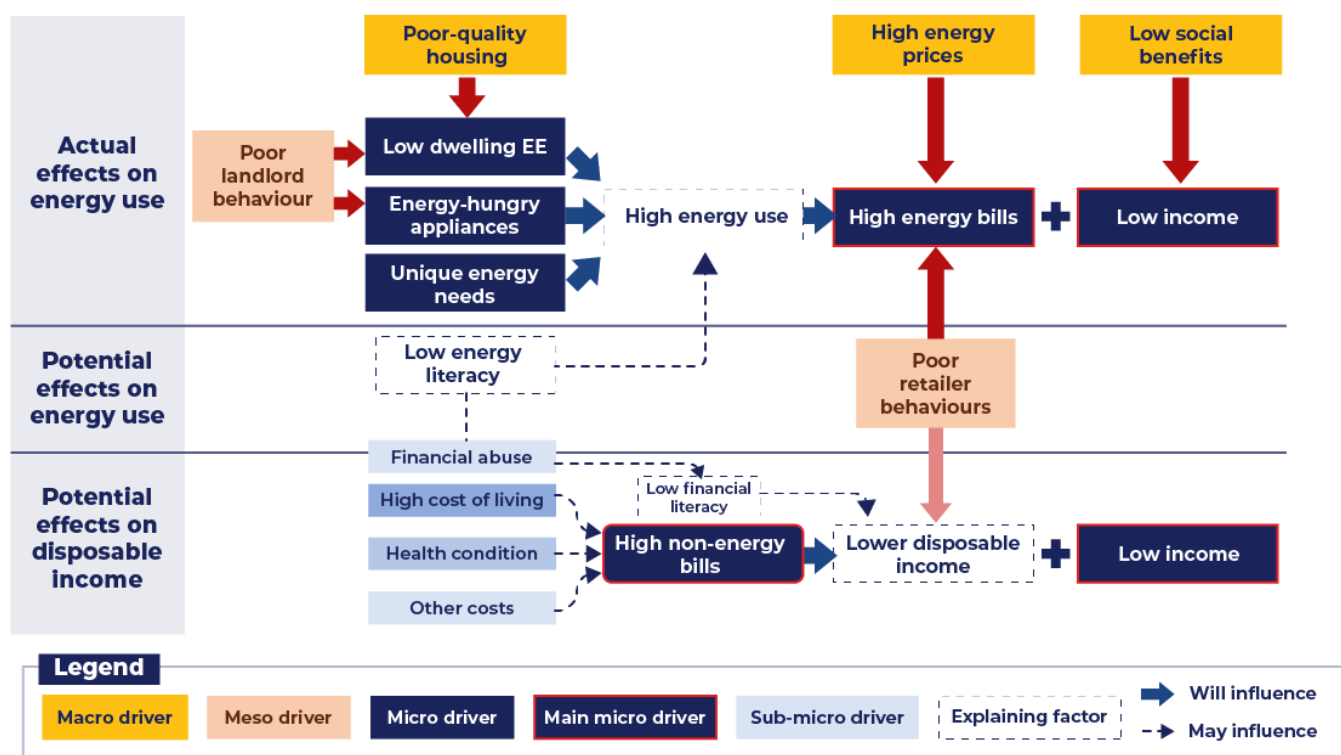 Actual
effects on
energy use
Poor-quality
housing
High energy
prices
Low social
benefits
Poor
landlord
behaviour
Low dwelling EE
Energy-hungry
appliances
Unique energy
needs
High energy use
High energy bills
Low income
Potential
effects on
energy use
Low energy
literacy
Poor
retailer
behaviours
Potential
effects on
disposable
income
Financial abuse
High cost of living
Health condition
Other costs
Low financial
literacy
High non-energy
bills
Lower disposable
income
Low income
Legend
Macro driver
Meso driver
Micro driver
Main micro driver
Sub-micro driver
Explaining factor
Will influence
May influence